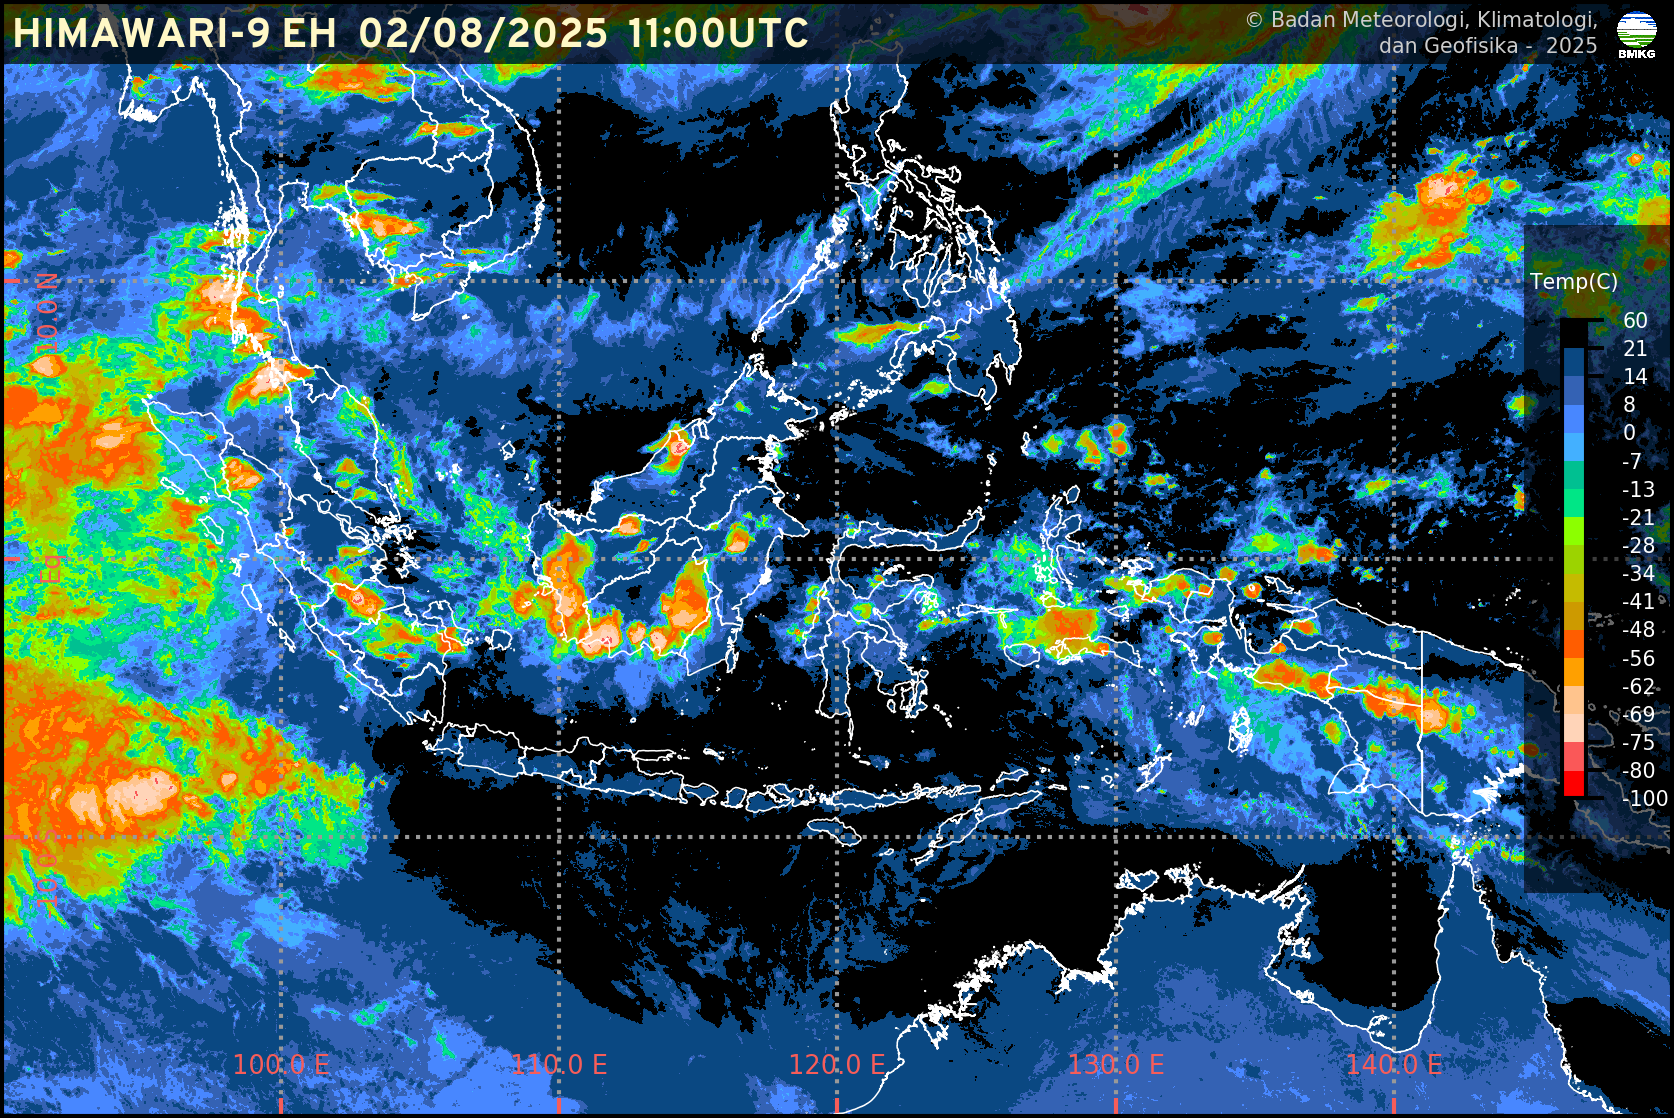 HIMAWARI-9 EH 02/08/2025 11:00UTC
© Badan Meteorologi, Klimatologi,
dan Geofisika - 2025
BMKG
Temp(C)
60
21
14
8
0
-7
-13
-21
-28
-34
-41
-48
-56
-62
-69
-75
-80
-100
10.0 N
Eq
10.0 S
100.0 E
110.0 E
120.0 E
130.0 E
140.0 E